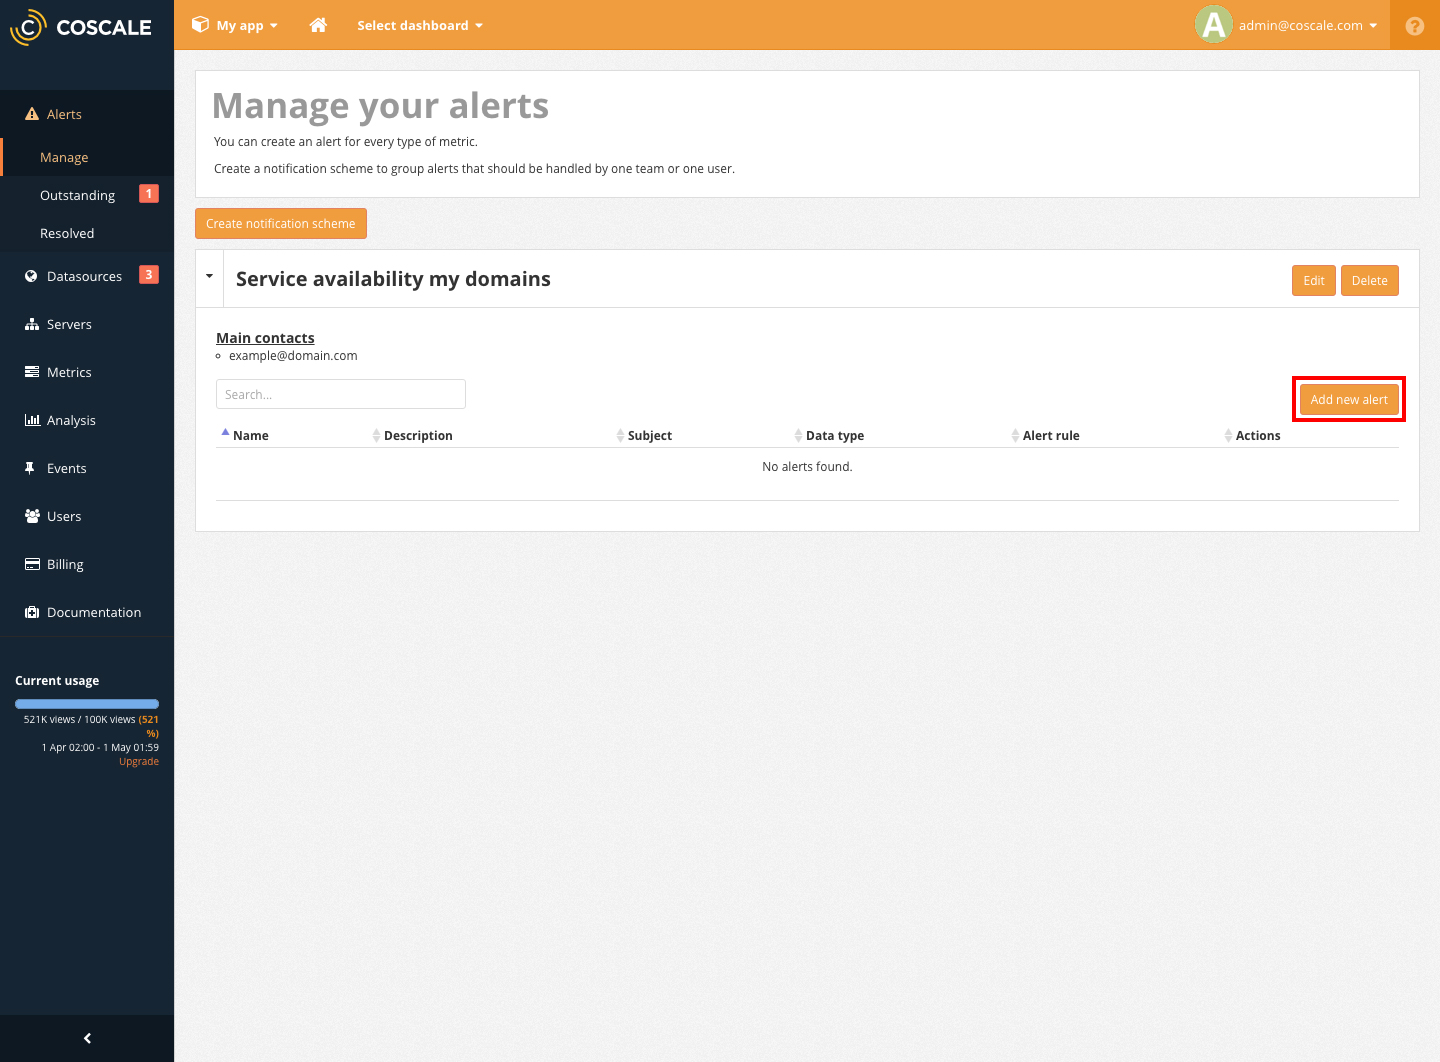 COSCALE
My app
Select dashboard
A
admin@coscale.com
?
Alerts
Manage
Outstanding 1
Resolved
Datasources 3
Servers
Metrics
Analysis
Events
Users
Billing
Documentation
Current usage
521K views / 100K views (521
%)
1 Apr 02:00 - 1 May 01:59
Upgrade
Manage your alerts
You can create an alert for every type of metric.
Create a notification scheme to group alerts that should be handled by one team or one user.
Create notification scheme
Service availability my domains
Edit
Delete
Main contacts
example@domain.com
Search...
Add new alert
Name Description Subject Data type Alert rule Actions
No alerts found.